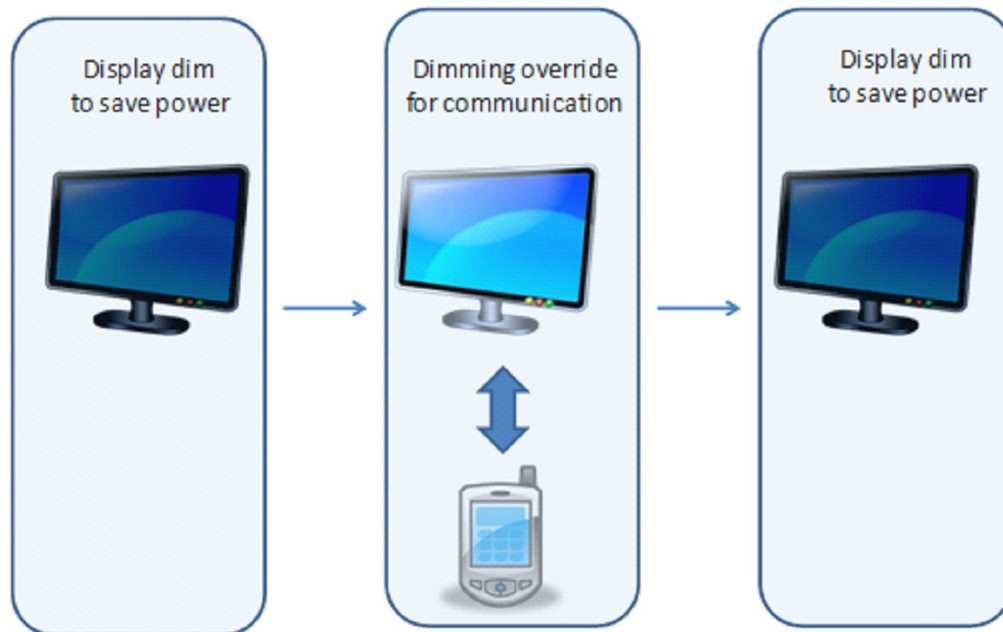 Display dim
to save power
Dimming override
for communication
Display dim
to save power